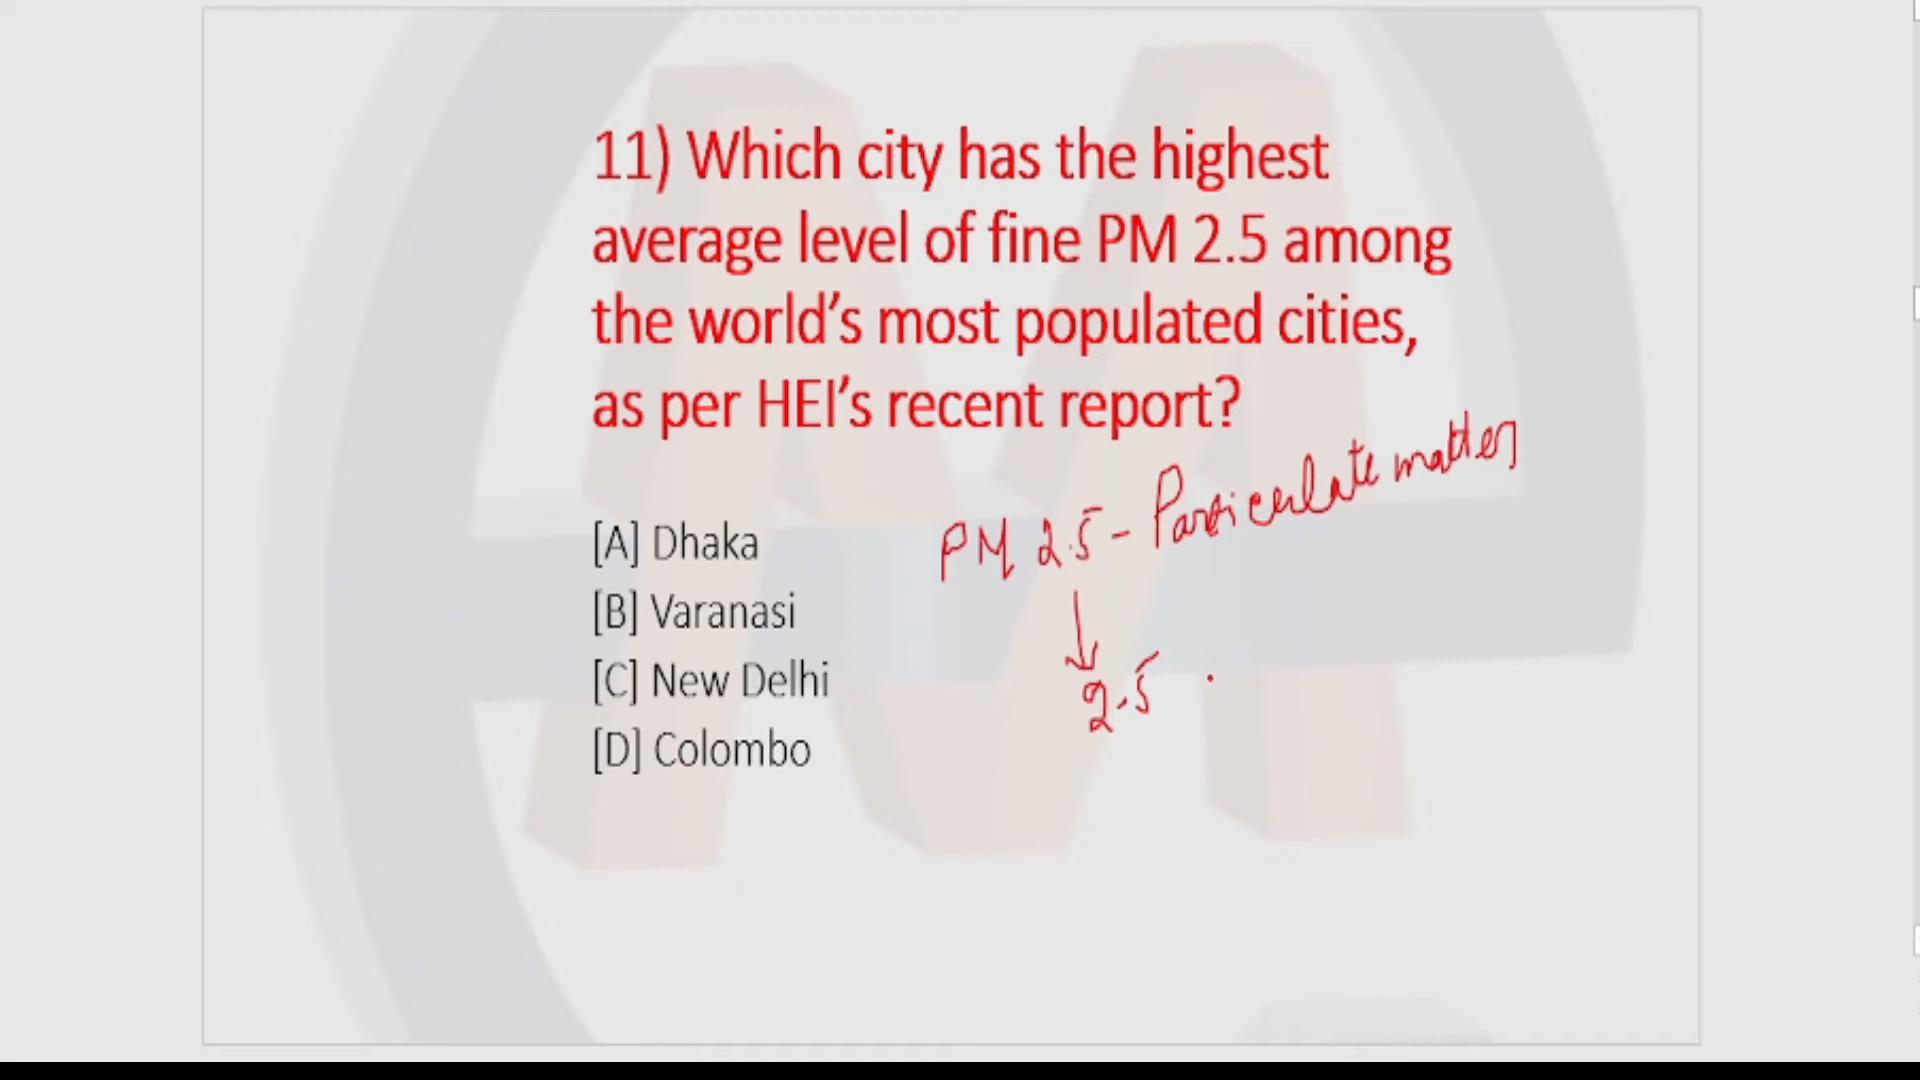 11) Which city has the highest
average level of fine PM 2.5 among
the world’s most populated cities,
as per HEI’s recent report?
PM 2.5 - Particulate matter
[A] Dhaka
[B] Varanasi
[C] New Delhi
2.5
[D] Colombo